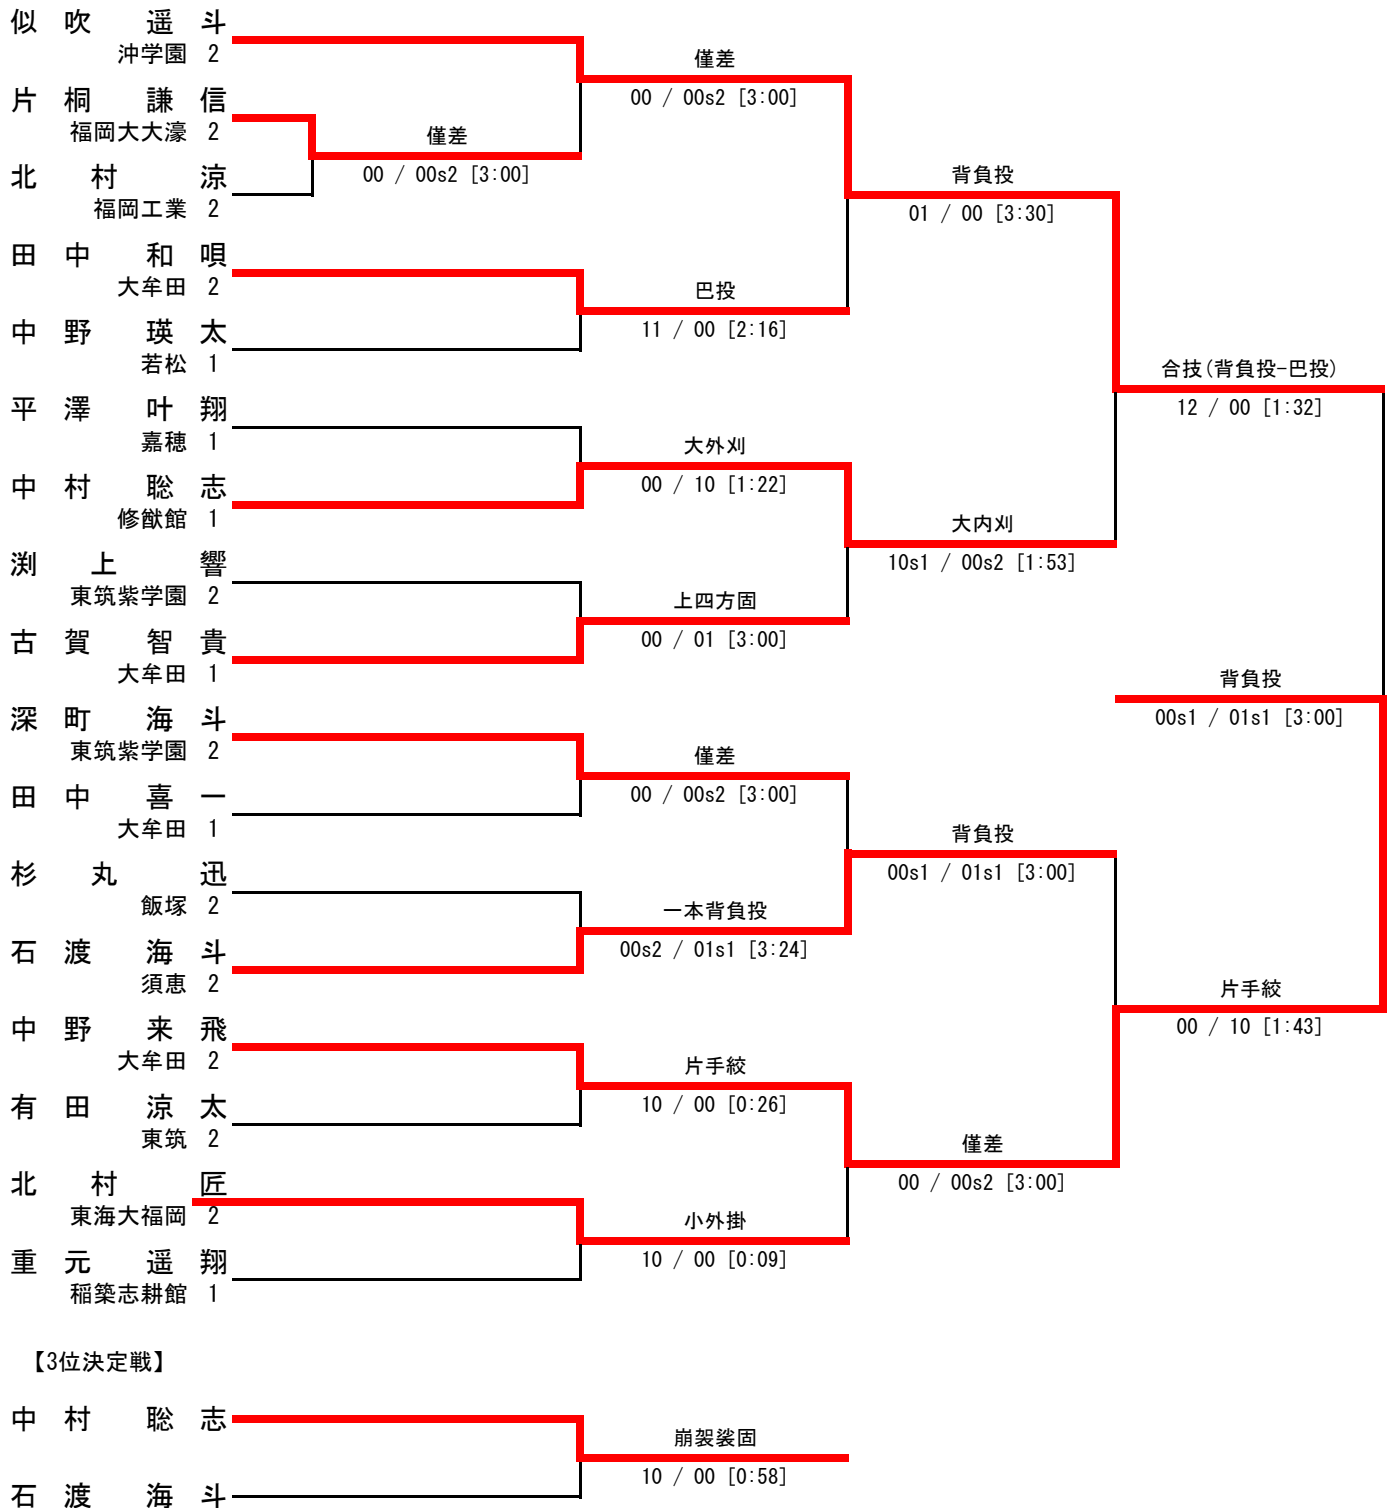 似吹 遥斗
沖学園 2
僅差
00 / 00s2 [3:00]
片桐 謙信
福岡大大濠 2
僅差
00 / 00s2 [3:00]
北村 涼
福岡工業 2
背負投
01 / 00 [3:30]
田中 和唄
大牟田 2
巴投
11 / 00 [2:16]
中野 瑛太
若松 1
合技(背負投-巴投)
12 / 00 [1:32]
平澤 叶翔
嘉穂 1
大外刈
00 / 10 [1:22]
中村 聡志
修猷館 1
大内刈
10s1 / 00s2 [1:53]
渕上 響
東筑紫学園 2
上四方固
00 / 01 [3:00]
古賀 智貴
大牟田 1
背負投
00s1 / 01s1 [3:00]
深町 海斗
東筑紫学園 2
僅差
00 / 00s2 [3:00]
田中 喜一
大牟田 1
背負投
00s1 / 01s1 [3:00]
杉丸 迅
飯塚 2
一本背負投
00s2 / 01s1 [3:24]
石渡 海斗
須恵 2
片手絞
00 / 10 [1:43]
中野 来飛
大牟田 2
片手絞
10 / 00 [0:26]
有田 涼太
東筑 2
僅差
00 / 00s2 [3:00]
北村 匠
東海大福岡 2
小外掛
10 / 00 [0:09]
重元 遥翔
稲築志耕館 1
【3位決定戦】
中村 聡志
崩袈裟固
10 / 00 [0:58]
石渡 海斗